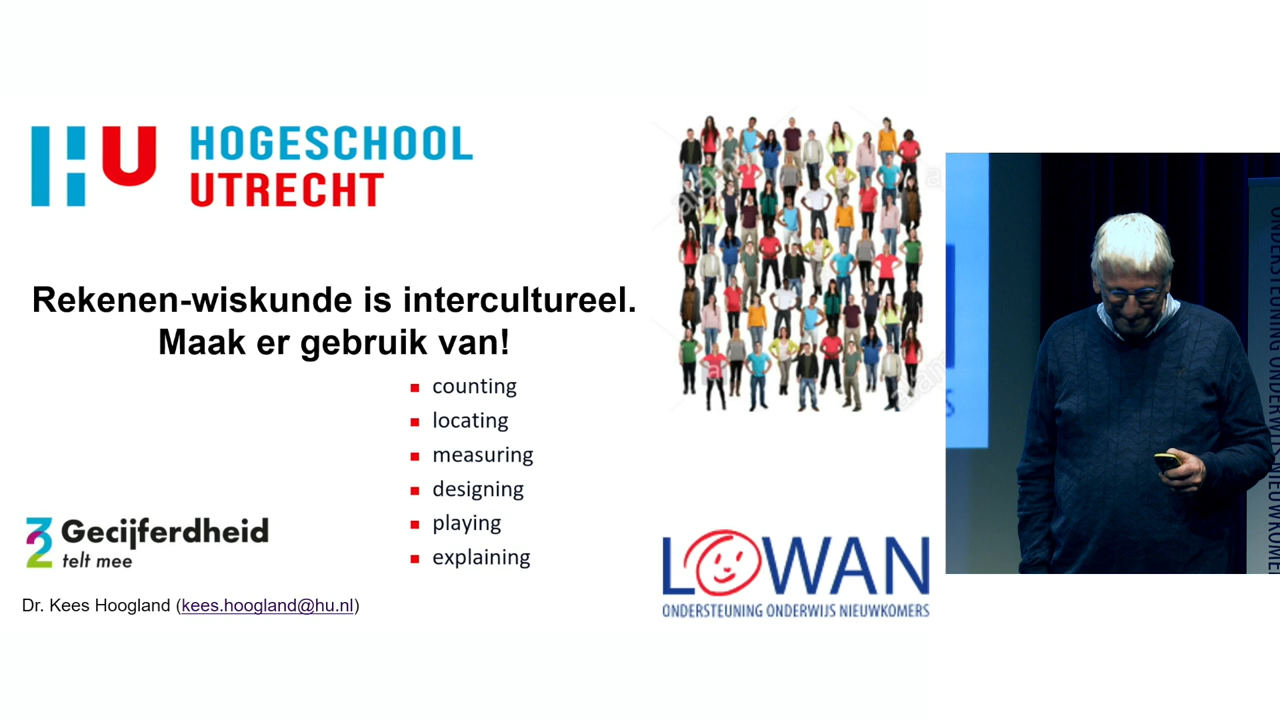 HU HOGESCHOOL
UTRECHT
Rekenen-wiskunde is intercultureel.
Maak er gebruik van!
counting
locating
measuring
designing
playing
explaining
Gecijferdheid
telt mee
Dr. Kees Hoogland (kees.hoogland@hu.nl)
LOWAN
ONDERSTEUNING ONDERWIJS NIEUWKOMERS